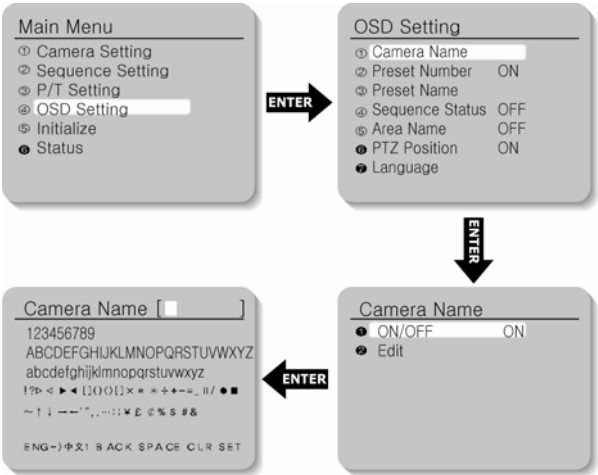 Main Menu
① Camera Setting
② Sequence Setting
③ P/T Setting
④ OSD Setting
⑤ Initialize
❻ Status
ENTER
OSD Setting
① Camera Name
② Preset Number ON
③ Preset Name
④ Sequence Status OFF
⑤ Area Name OFF
❻ PTZ Position ON
❼ Language
ENTER
Camera Name
❶ ON/OFF ON
❷ Edit
ENTER
Camera Name [ ]
123456789
ABCDEFGHIJKLMNOPQRSTUVWXYZ
abcdefghijklmnopqrstuvwxyz
ENG-)中文1 BACK SPACE CLR SET